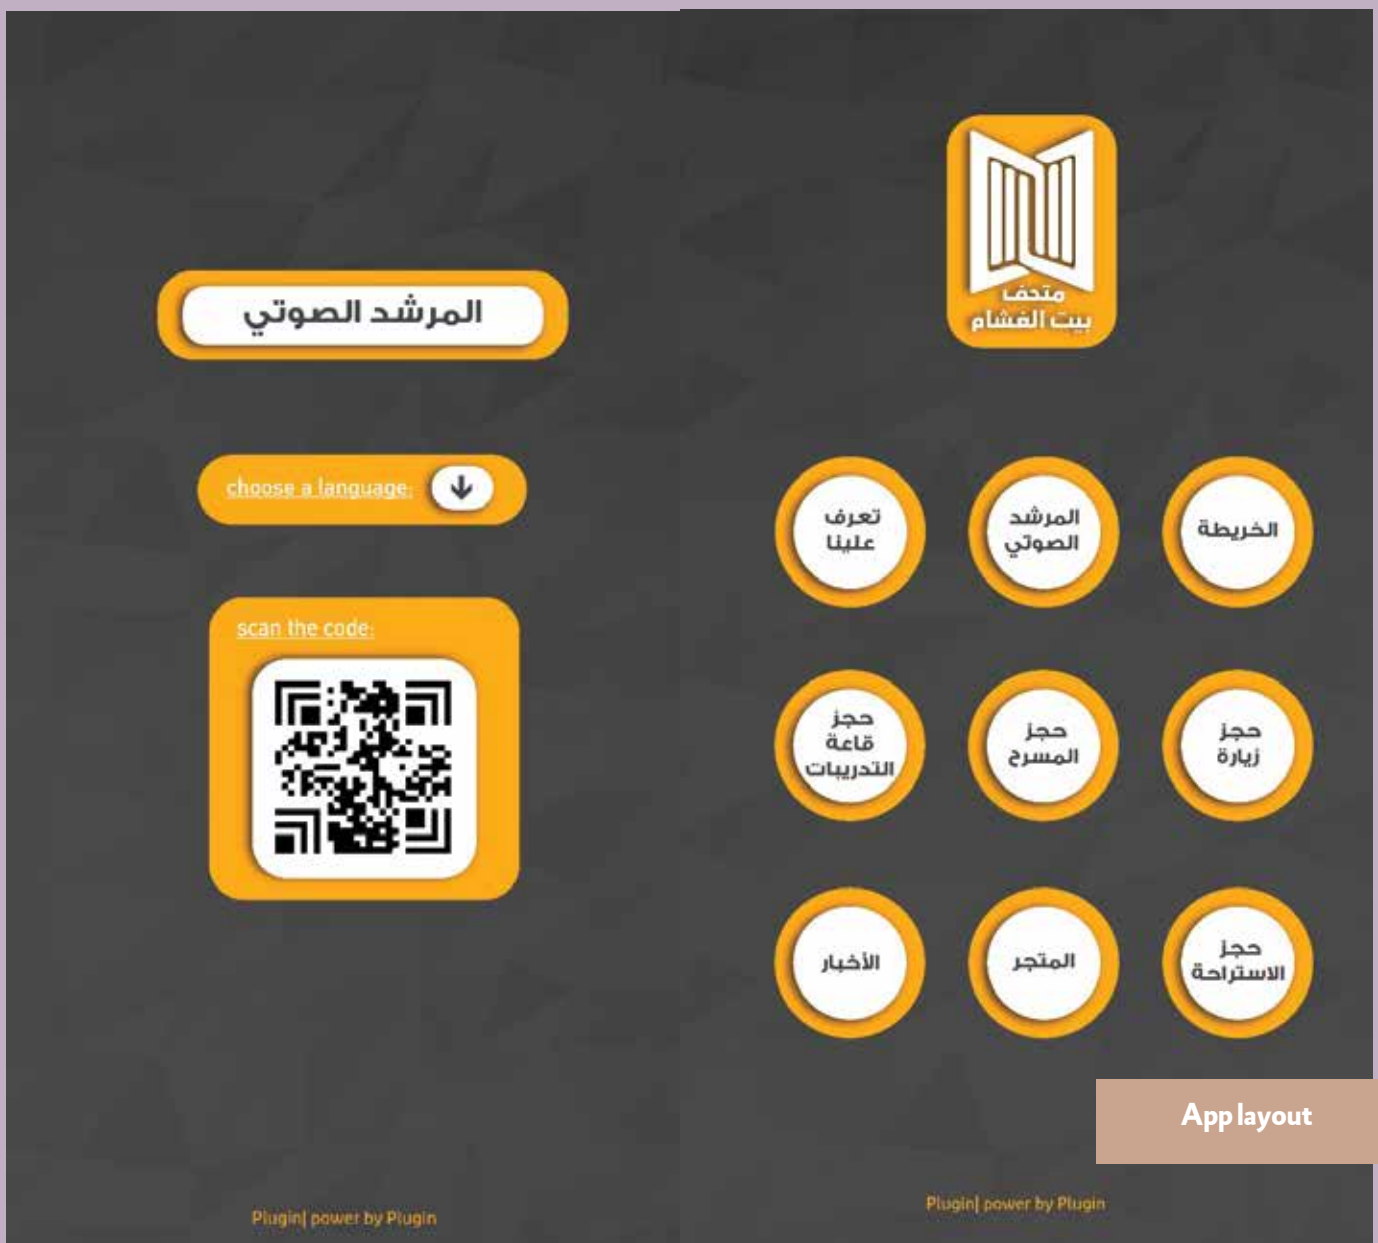 المرشد الصوتي
choose a language:
scan the code:
Plugin| power by Plugin
متحف
بيت الغشام
الخريطة
المرشد
الصوتي
تعرف
علينا
حجز
زيارة
حجز
المسرح
حجز
قاعة
التدريبات
حجز
الاستراحة
المتجر
الأخبار
App layout
Plugin| power by Plugin